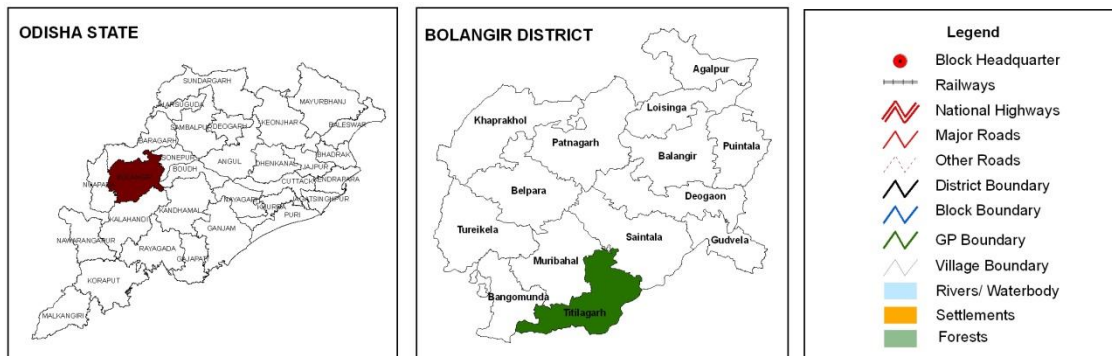 ODISHA STATE
SUNDARGARH
JHARSUGUDA
SAMBALPUR
DEOGARH
KEONJHAR
MAYURBHANJ
BALESWAR
BARAGARH
SONEPUR
ANGUL
DHENKANAL
JAJPUR
BHADRAK
BOUDH
CUTTACK
KENDRAPARA
JAGATSINGHPUR
NAYAGARH
KHURDA
PURI
KANDHAMAL
KALAHANDI
GANJAM
NAWARANGAPUR
RAYAGADA
GAJAPATI
KORAPUT
MALKANGIRI
BOLANGIR DISTRICT
Agalpur
Loisinga
Khaprakhol
Patnagarh
Puintala
Balangir
Belpara
Deogaon
Tureikela
Saintala
Gudvela
Muribahal
Bangomunda
Titilagarh
Legend
Block Headquarter
Railways
National Highways
Major Roads
Other Roads
District Boundary
Block Boundary
GP Boundary
Village Boundary
Rivers/ Waterbody
Settlements
Forests